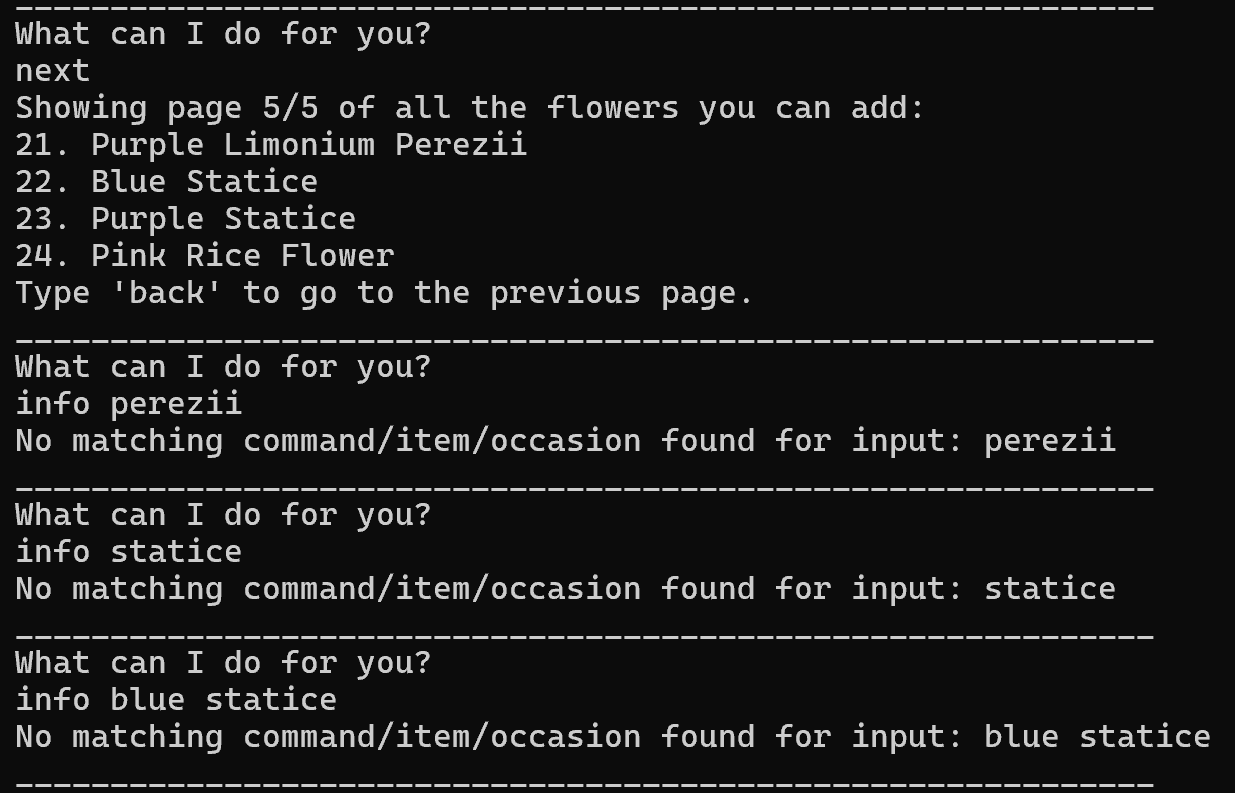 ____________________________________________________________
What can I do for you?
next
Showing page 5/5 of all the flowers you can add:
21. Purple Limonium Perezii
22. Blue Statice
23. Purple Statice
24. Pink Rice Flower
Type 'back' to go to the previous page.
____________________________________________________________
What can I do for you?
info perezii
No matching command/item/occasion found for input: perezii
____________________________________________________________
What can I do for you?
info statice
No matching command/item/occasion found for input: statice
____________________________________________________________
What can I do for you?
info blue statice
No matching command/item/occasion found for input: blue statice
____________________________________________________________